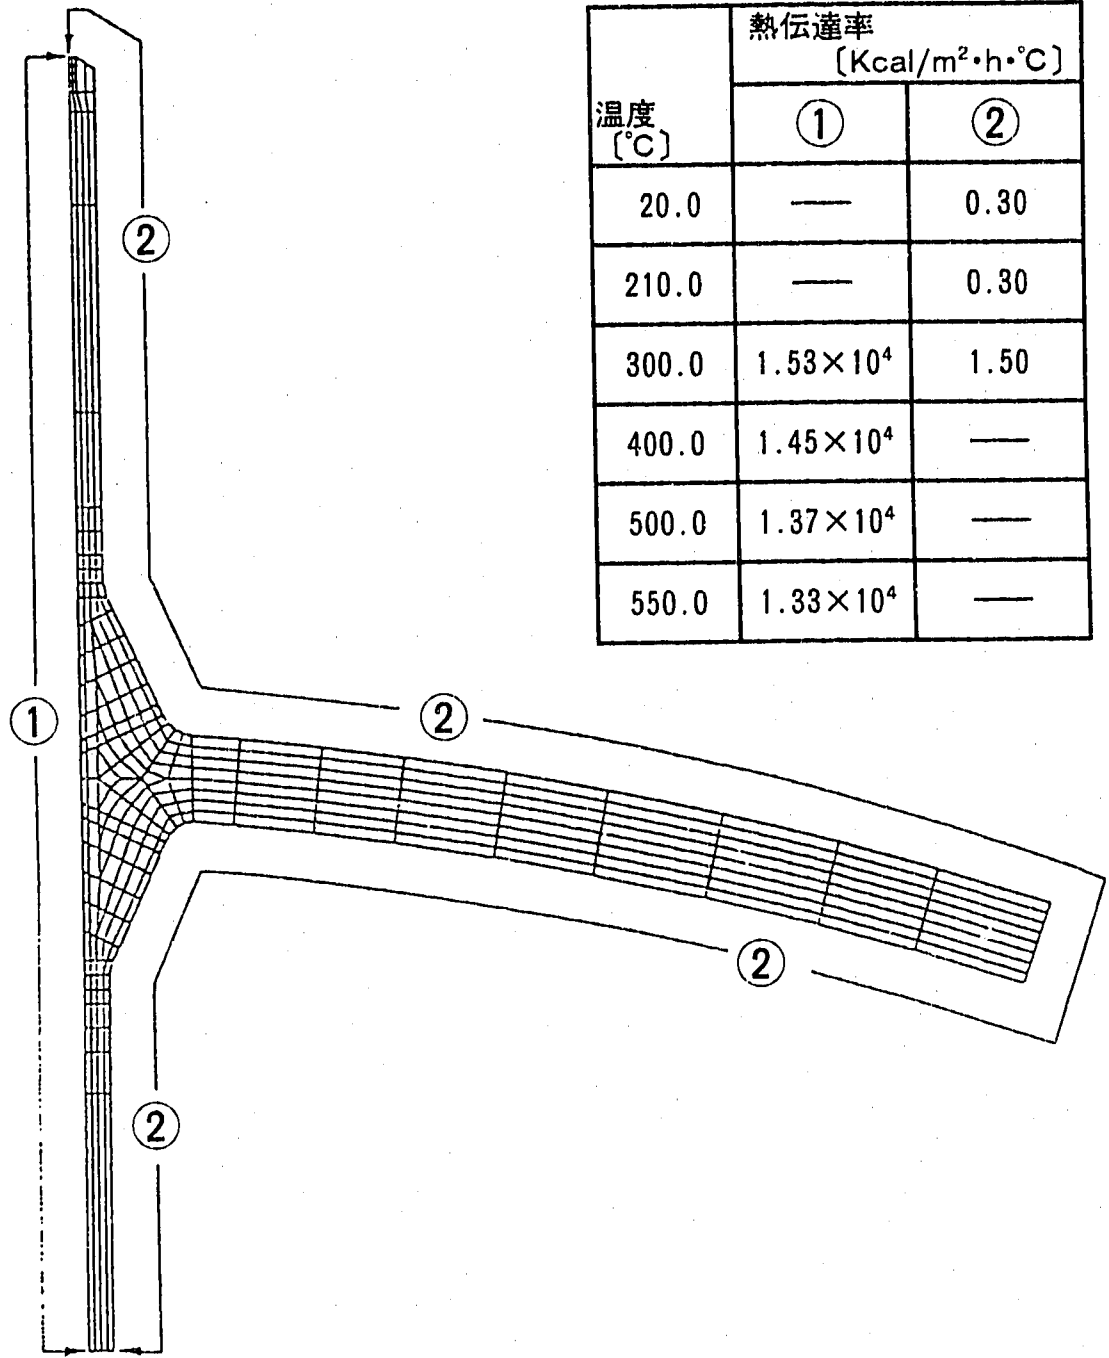 熱伝達率
〔Kcal/m²・h・℃〕
温度
〔℃〕
① ②
20.0 — 0.30
210.0 — 0.30
300.0 1.53×10⁴ 1.50
400.0 1.45×10⁴ —
500.0 1.37×10⁴ —
550.0 1.33×10⁴ —
②
①
②
②
②